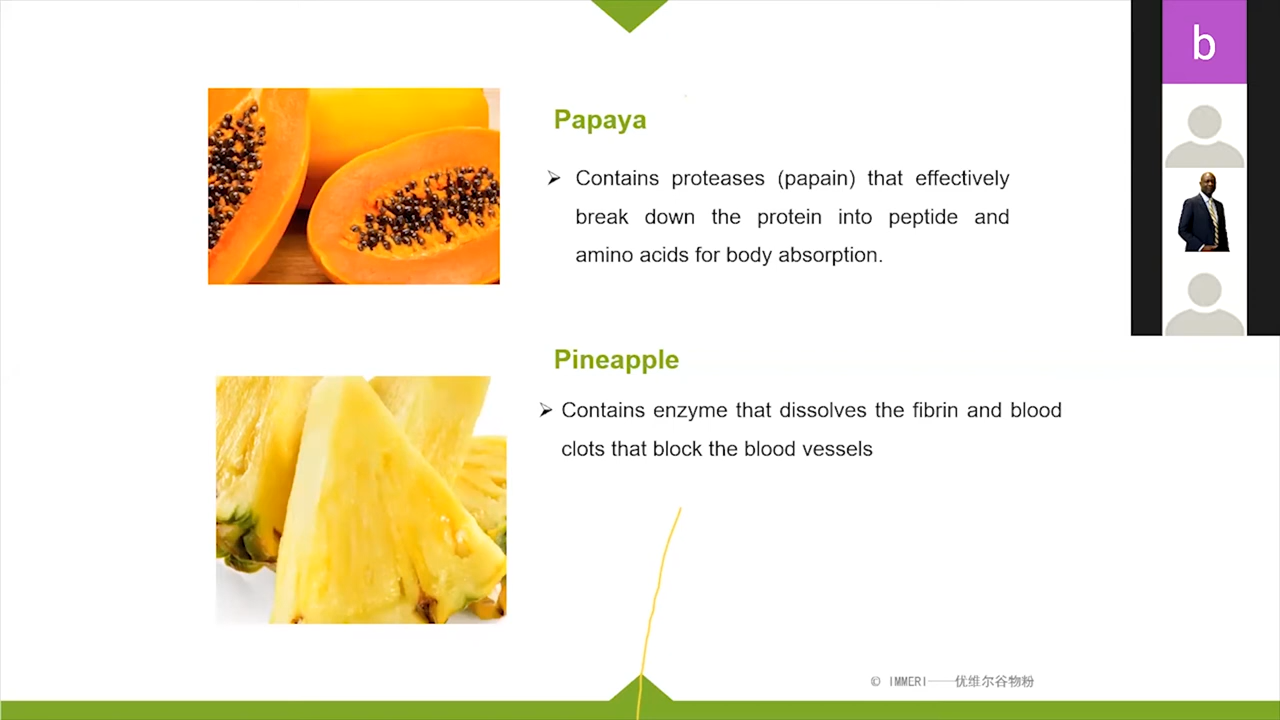 b
Papaya
➢ Contains proteases (papain) that effectively
break down the protein into peptide and
amino acids for body absorption.
Pineapple
➢ Contains enzyme that dissolves the fibrin and blood
clots that block the blood vessels
© IMMERI——优维尔谷物粉